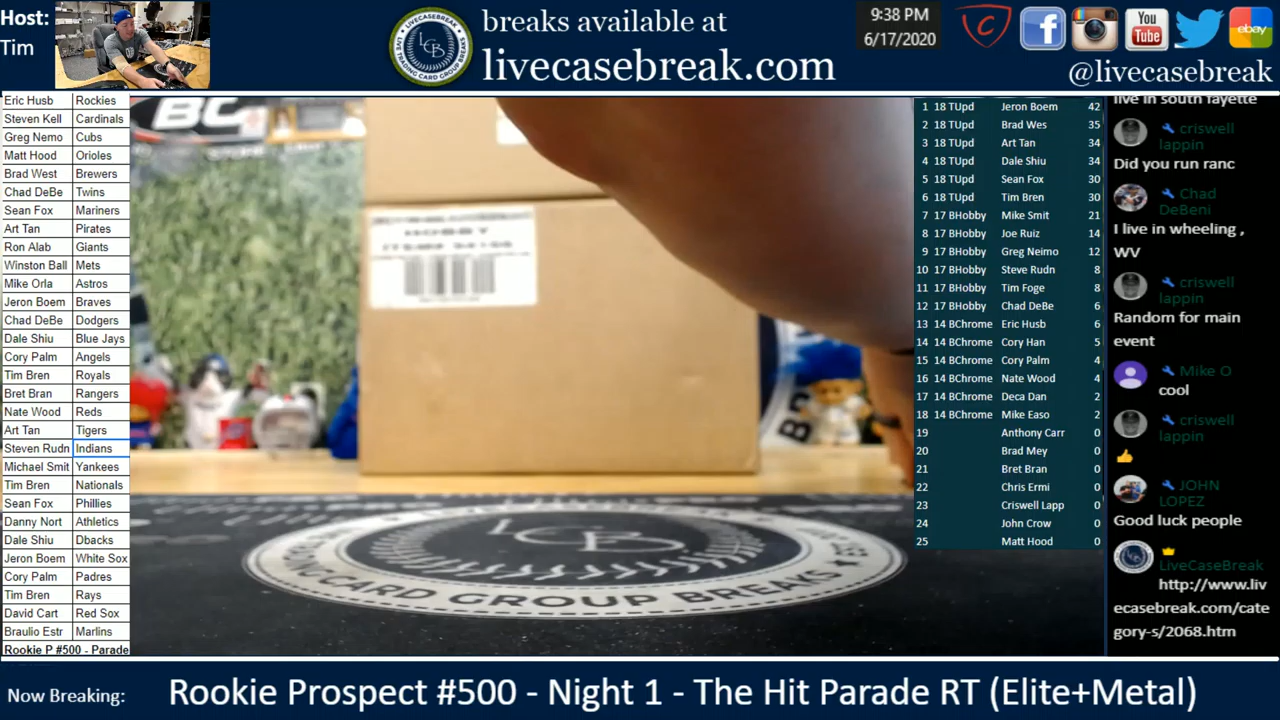 Host:
Tim
breaks available at
livecasebreak.com
LCB
9:38 PM
6/17/2020
You
Tube
ebay
@livecasebreak
Eric Husb Rockies
Steven Kell Cardinals
Greg Nemo Cubs
Matt Hood Orioles
Brad West Brewers
Chad DeBe Twins
Sean Fox Mariners
Art Tan Pirates
Ron Alab Giants
Winston Ball Mets
Mike Orla Astros
Jeron Boem Braves
Chad DeBe Dodgers
Dale Shiu Blue Jays
Cory Palm Angels
Tim Bren Royals
Bret Bran Rangers
Nate Wood Reds
Art Tan Tigers
Steven Rudn Indians
Michael Smit Yankees
Tim Bren Nationals
Sean Fox Phillies
Danny Nort Athletics
Dale Shiu Dbacks
Jeron Boem White Sox
Cory Palm Padres
Tim Bren Rays
David Cart Red Sox
Braulio Estr Marlins
Rookie P #500 - Parade
HOBBY
LCB
CARD GROUP BREAKS
1 18 TUpd Jeron Boem 42
2 18 TUpd Brad Wes 35
3 18 TUpd Art Tan 34
4 18 TUpd Dale Shiu 34
5 18 TUpd Sean Fox 30
6 18 TUpd Tim Bren 30
7 17 BHobby Mike Smit 21
8 17 BHobby Joe Ruiz 14
9 17 BHobby Greg Neimo 12
10 17 BHobby Steve Rudn 8
11 17 BHobby Tim Foge 8
12 17 BHobby Chad DeBe 6
13 14 BChrome Eric Husb 6
14 14 BChrome Cory Han 5
15 14 BChrome Cory Palm 4
16 14 BChrome Nate Wood 4
17 14 BChrome Deca Dan 2
18 14 BChrome Mike Easo 2
19 Anthony Carr 0
20 Brad Mey 0
21 Bret Bran 0
22 Chris Ermi 0
23 Criswell Lapp 0
24 John Crow 0
25 Matt Hood 0
live in south fayette
criswell
lappin
Did you run ranc
Chad
DeBeni
I live in wheeling ,
WV
criswell
lappin
Random for main
event
Mike O
cool
criswell
lappin
JOHN
LOPEZ
Good luck people
LiveCaseBreak
http://www.liv
ecasebreak.com/cate
gory-s/2068.htm
Now Breaking:
Rookie Prospect #500 - Night 1 - The Hit Parade RT (Elite+Metal)